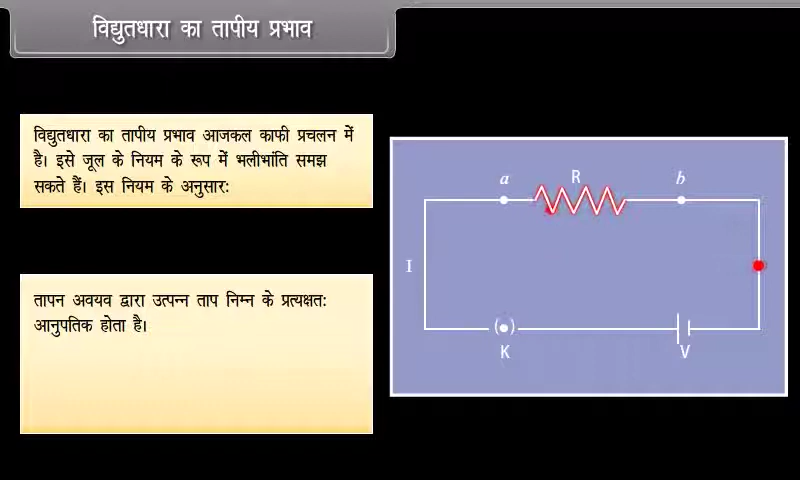 विद्युतधारा का तापीय प्रभाव
विद्युतधारा का तापीय प्रभाव आजकल काफी प्रचलन में
है। इसे जूल के नियम के रूप में भलीभांति समझ
सकते हैं। इस नियम के अनुसारः
तापन अवयव द्वारा उत्पन्न ताप निम्न के प्रत्यक्षतः
आनुपतिक होता है।
a R b
I
(•)
K V